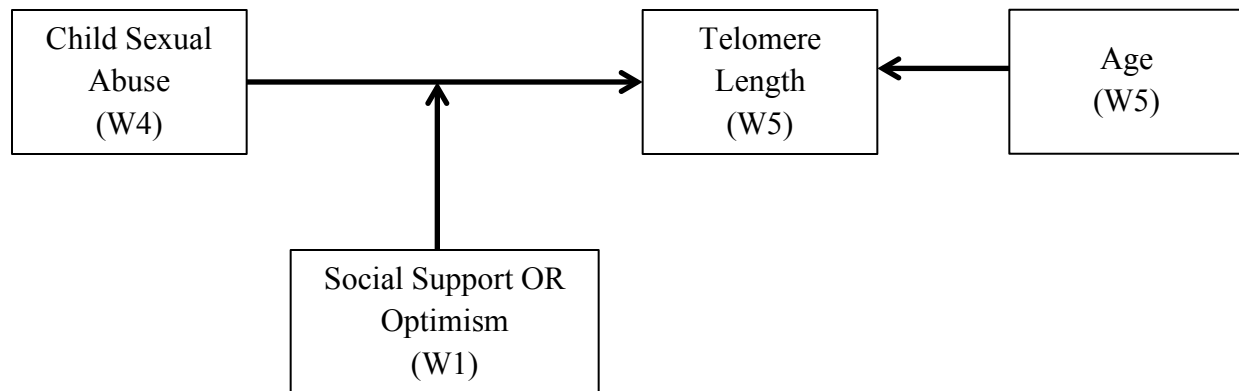 Child Sexual
Abuse
(W4)
Telomere
Length
(W5)
Age
(W5)
Social Support OR
Optimism
(W1)